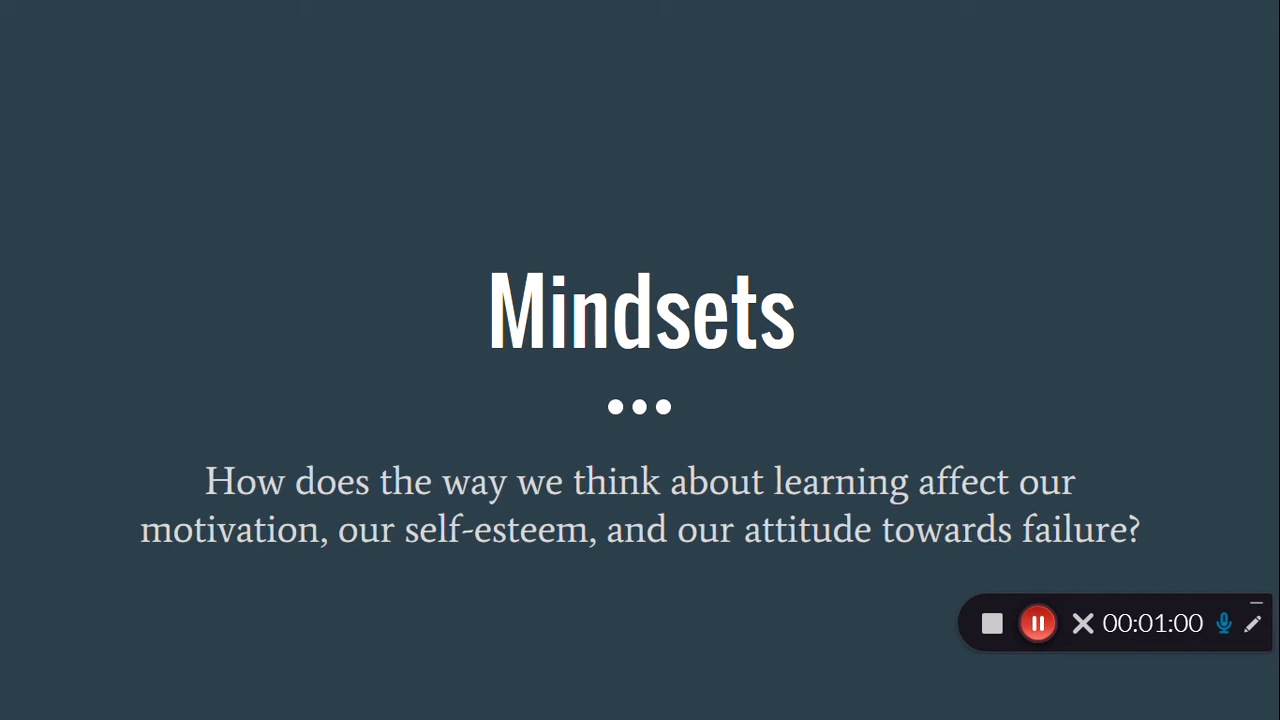 Mindsets
How does the way we think about learning affect our
motivation, our self-esteem, and our attitude towards failure?
00:01:00